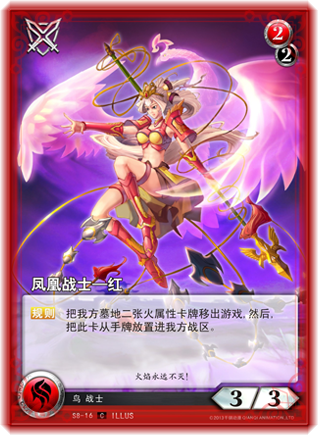 2
2
凤凰战士—红
规则 把我方墓地二张火属性卡牌移出游戏,然后,
把此卡从手牌放置进我方战区。
火焰永远不灭!
鸟 战士
3 / 3
S8-16 C ILLUS